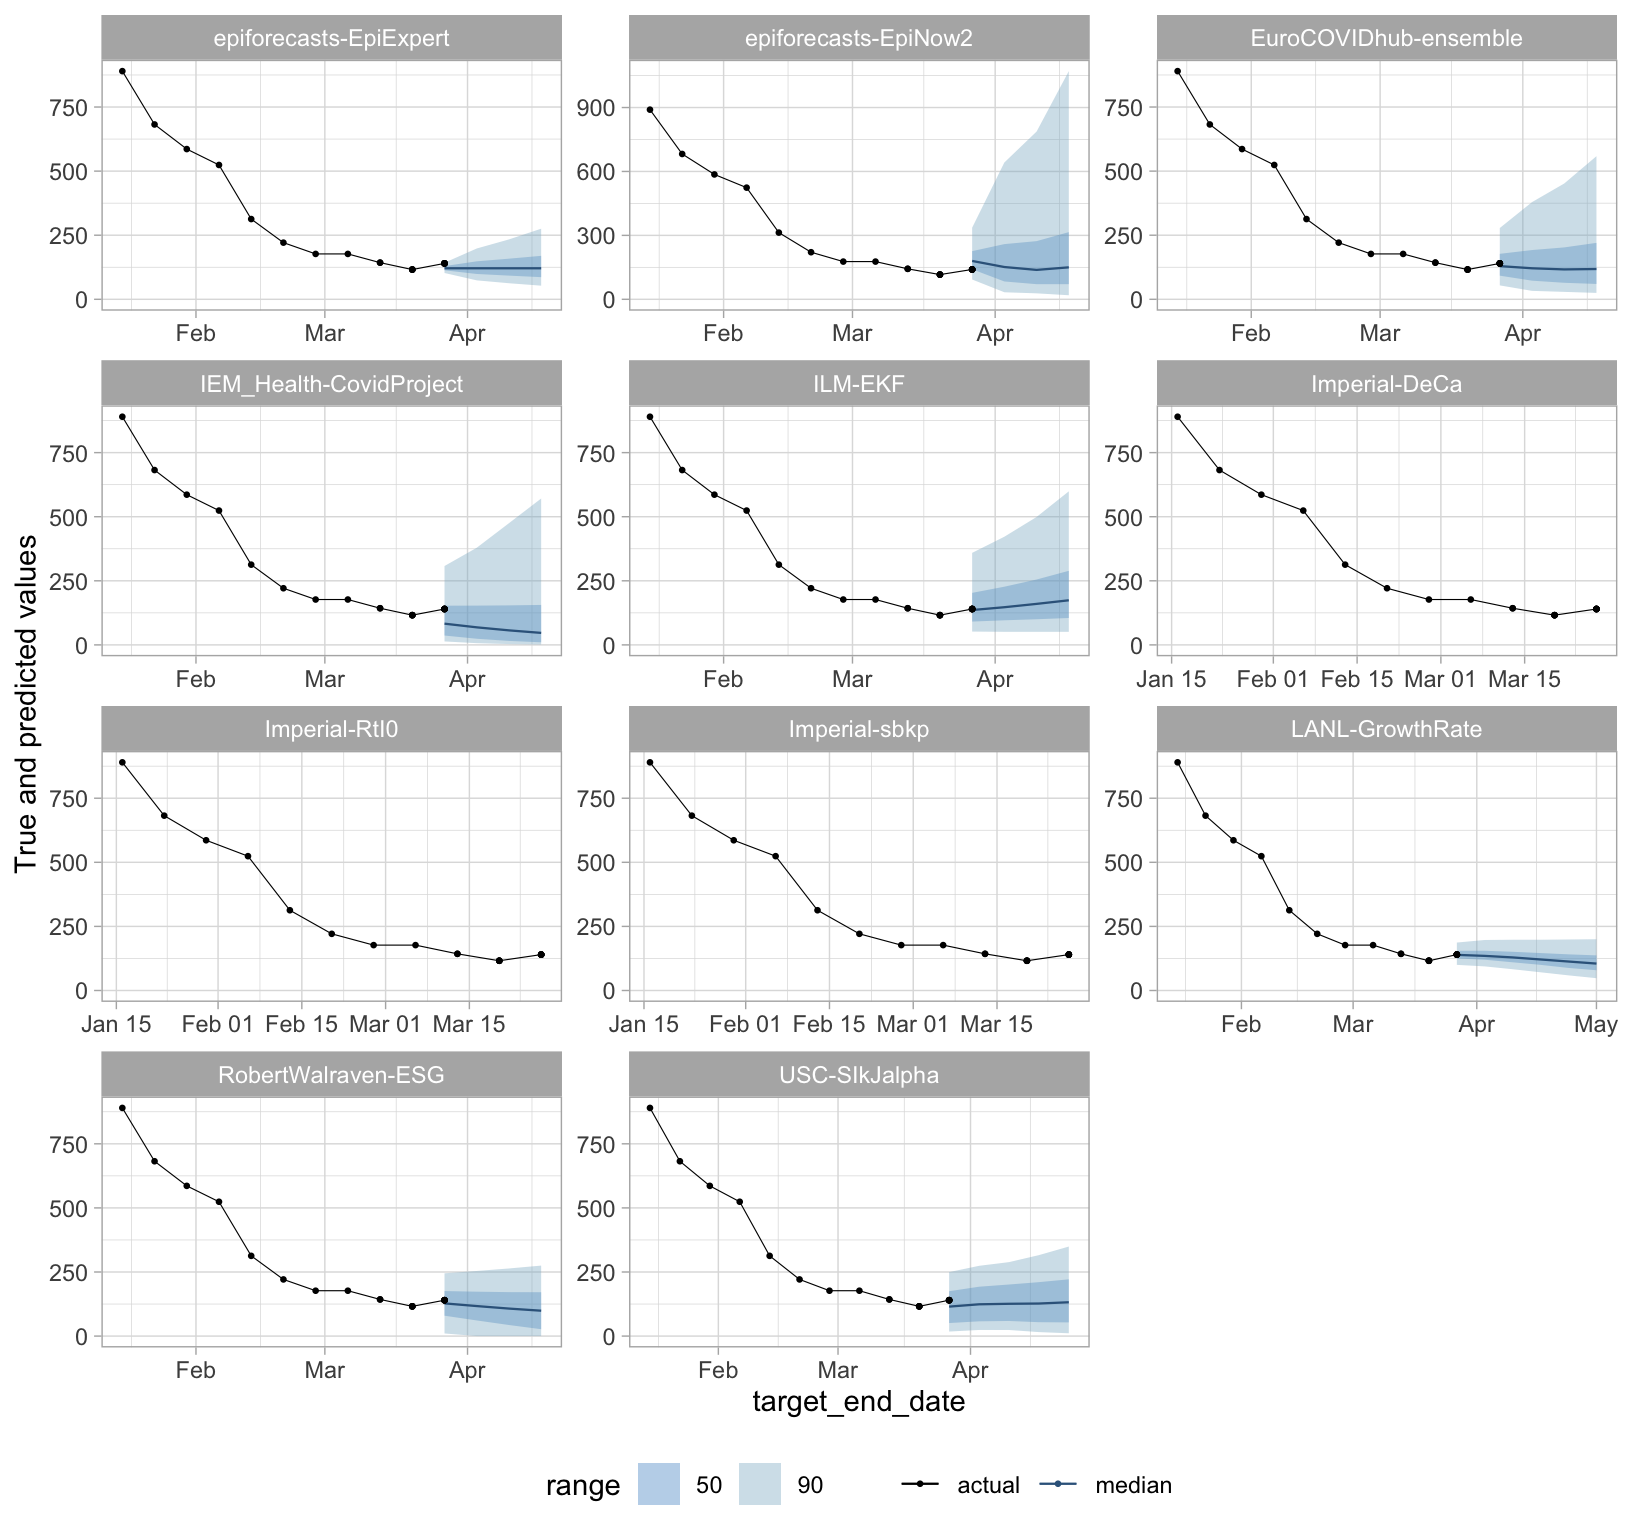 epiforecasts-EpiExpert epiforecasts-EpiNow2 EuroCOVIDhub-ensemble
750 900 750
500 600 500
250 300 250
0 0 0
Feb Mar Apr Feb Mar Apr Feb Mar Apr
IEM_Health-CovidProject ILM-EKF Imperial-DeCa
750 750 750
500 500 500
250 250 250
0 0 0
Feb Mar Apr Feb Mar Apr Jan 15 Feb 01 Feb 15 Mar 01 Mar 15
True and predicted values
Imperial-RtI0 Imperial-sbkp LANL-GrowthRate
750 750 750
500 500 500
250 250 250
0 0 0
Jan 15 Feb 01 Feb 15 Mar 01 Mar 15 Jan 15 Feb 01 Feb 15 Mar 01 Mar 15 Feb Mar Apr May
RobertWalraven-ESG USC-SIkJalpha
750 750
500 500
250 250
0 0
Feb Mar Apr Feb Mar Apr
target_end_date
range 50 90 actual median